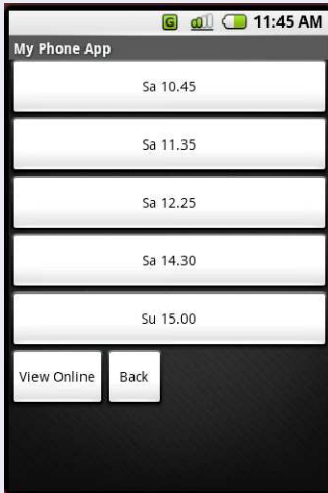 G 11:45 AM
My Phone App
Sa 10.45
Sa 11.35
Sa 12.25
Sa 14.30
Su 15.00
View Online Back